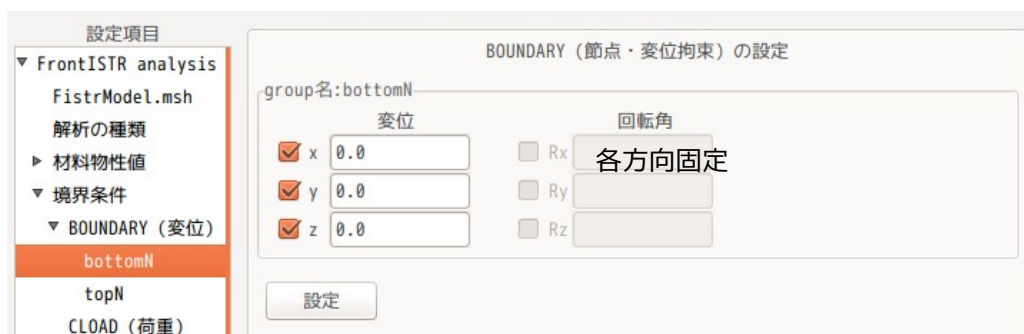 設定項目
▼ FrontISTR analysis
FistrModel.msh
解析の種類
▶ 材料物性値
▼ 境界条件
▼ BOUNDARY (変位)
bottomN
topN
CLOAD (荷重)
BOUNDARY (節点・変位拘束) の設定
group名:bottomN
変位
回転角
x 0.0
Rx
各方向固定
y 0.0
Ry
z 0.0
Rz
設定